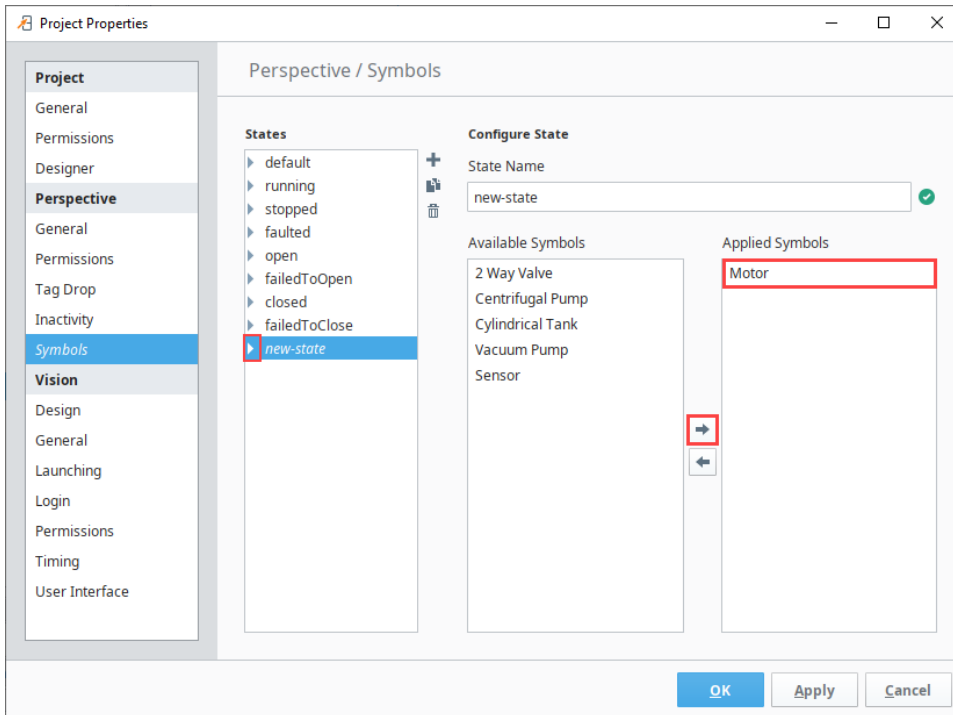 Project Properties
Project
General
Permissions
Designer
Perspective
General
Permissions
Tag Drop
Inactivity
Symbols
Vision
Design
General
Launching
Login
Permissions
Timing
User Interface
Perspective / Symbols
States
default
running
stopped
faulted
open
failedToOpen
closed
failedToClose
new-state
Configure State
State Name
new-state
Available Symbols
2 Way Valve
Centrifugal Pump
Cylindrical Tank
Vacuum Pump
Sensor
Applied Symbols
Motor
OK
Apply
Cancel